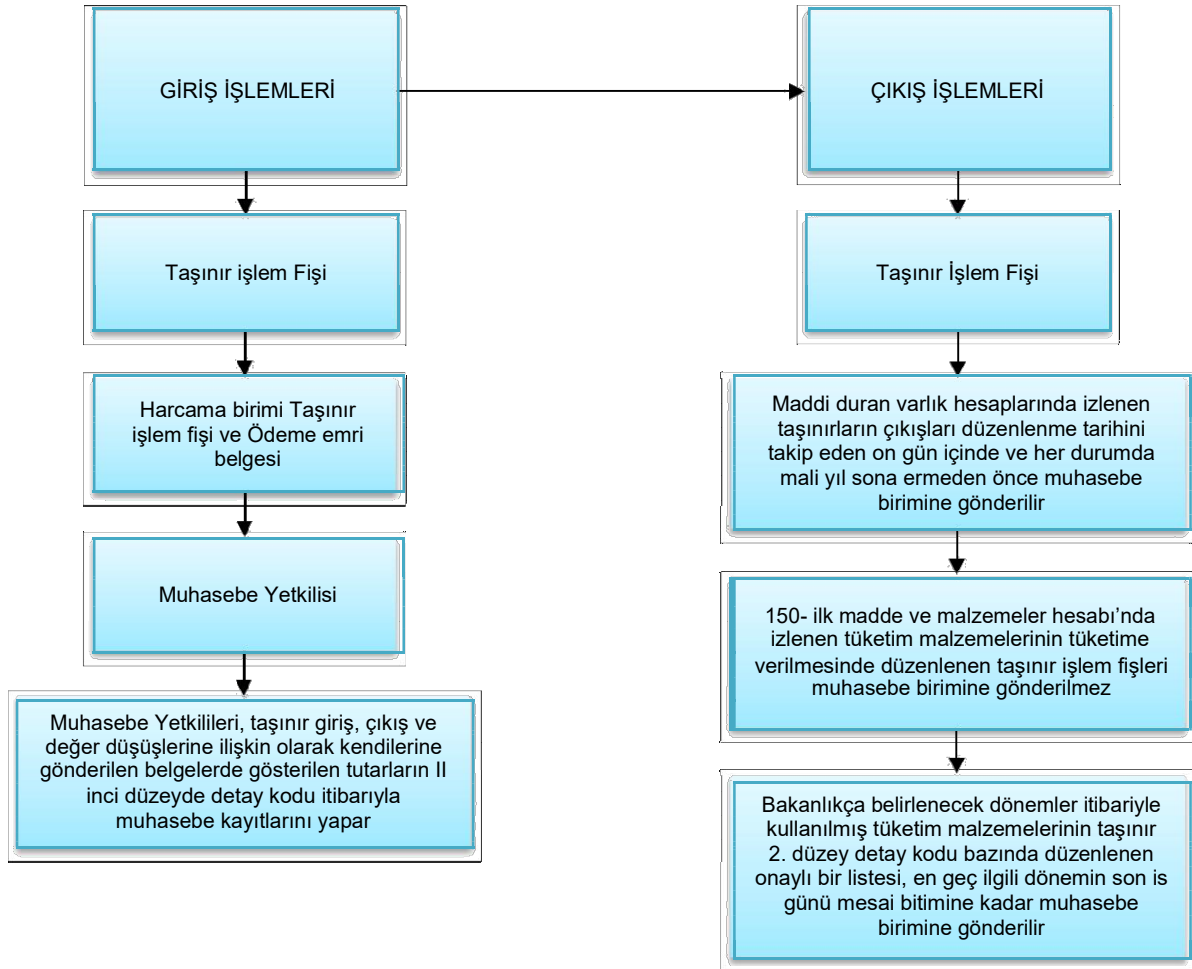 GİRİŞ İŞLEMLERİ
Taşınır işlem Fişi
Harcama birimi Taşınır
işlem fişi ve Ödeme emri
belgesi
Muhasebe Yetkilisi
Muhasebe Yetkilileri, taşınır giriş, çıkış ve
değer düşüşlerine ilişkin olarak kendilerine
gönderilen belgelerde gösterilen tutarların II
inci düzeyde detay kodu itibarıyla
muhasebe kayıtlarını yapar
ÇIKIŞ İŞLEMLERİ
Taşınır İşlem Fişi
Maddi duran varlık hesaplarında izlenen
taşınırların çıkışları düzenlenme tarihini
takip eden on gün içinde ve her durumda
mali yıl sona ermeden önce muhasebe
birimine gönderilir
150- ilk madde ve malzemeler hesabı’nda
izlenen tüketim malzemelerinin tüketime
verilmesinde düzenlenen taşınır işlem fişleri
muhasebe birimine gönderilmez
Bakanlıkça belirlenecek dönemler itibariyle
kullanılmış tüketim malzemelerinin taşınır
2. düzey detay kodu bazında düzenlenen
onaylı bir listesi, en geç ilgili dönemin son is
günü mesai bitimine kadar muhasebe
birimine gönderilir